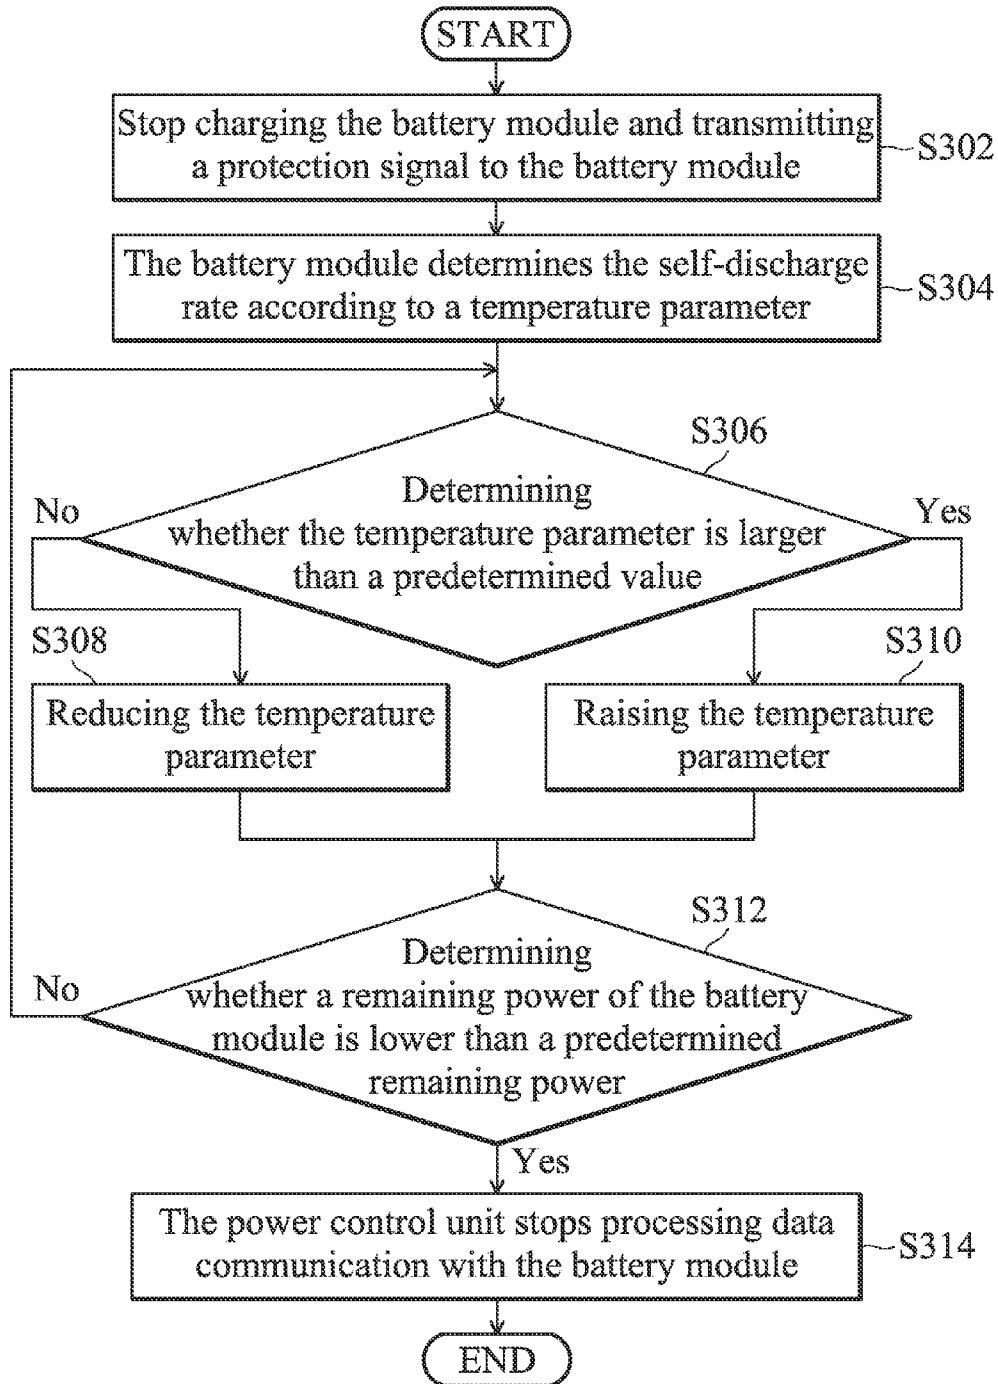 START
Stop charging the battery module and transmitting
a protection signal to the battery module
S302
The battery module determines the self-discharge
rate according to a temperature parameter
S304
S306
Determining
whether the temperature parameter is larger
than a predetermined value
No
Yes
S308
Reducing the temperature
parameter
S310
Raising the temperature
parameter
S312
Determining
whether a remaining power of the battery
module is lower than a predetermined
remaining power
No
Yes
The power control unit stops processing data
communication with the battery module
S314
END